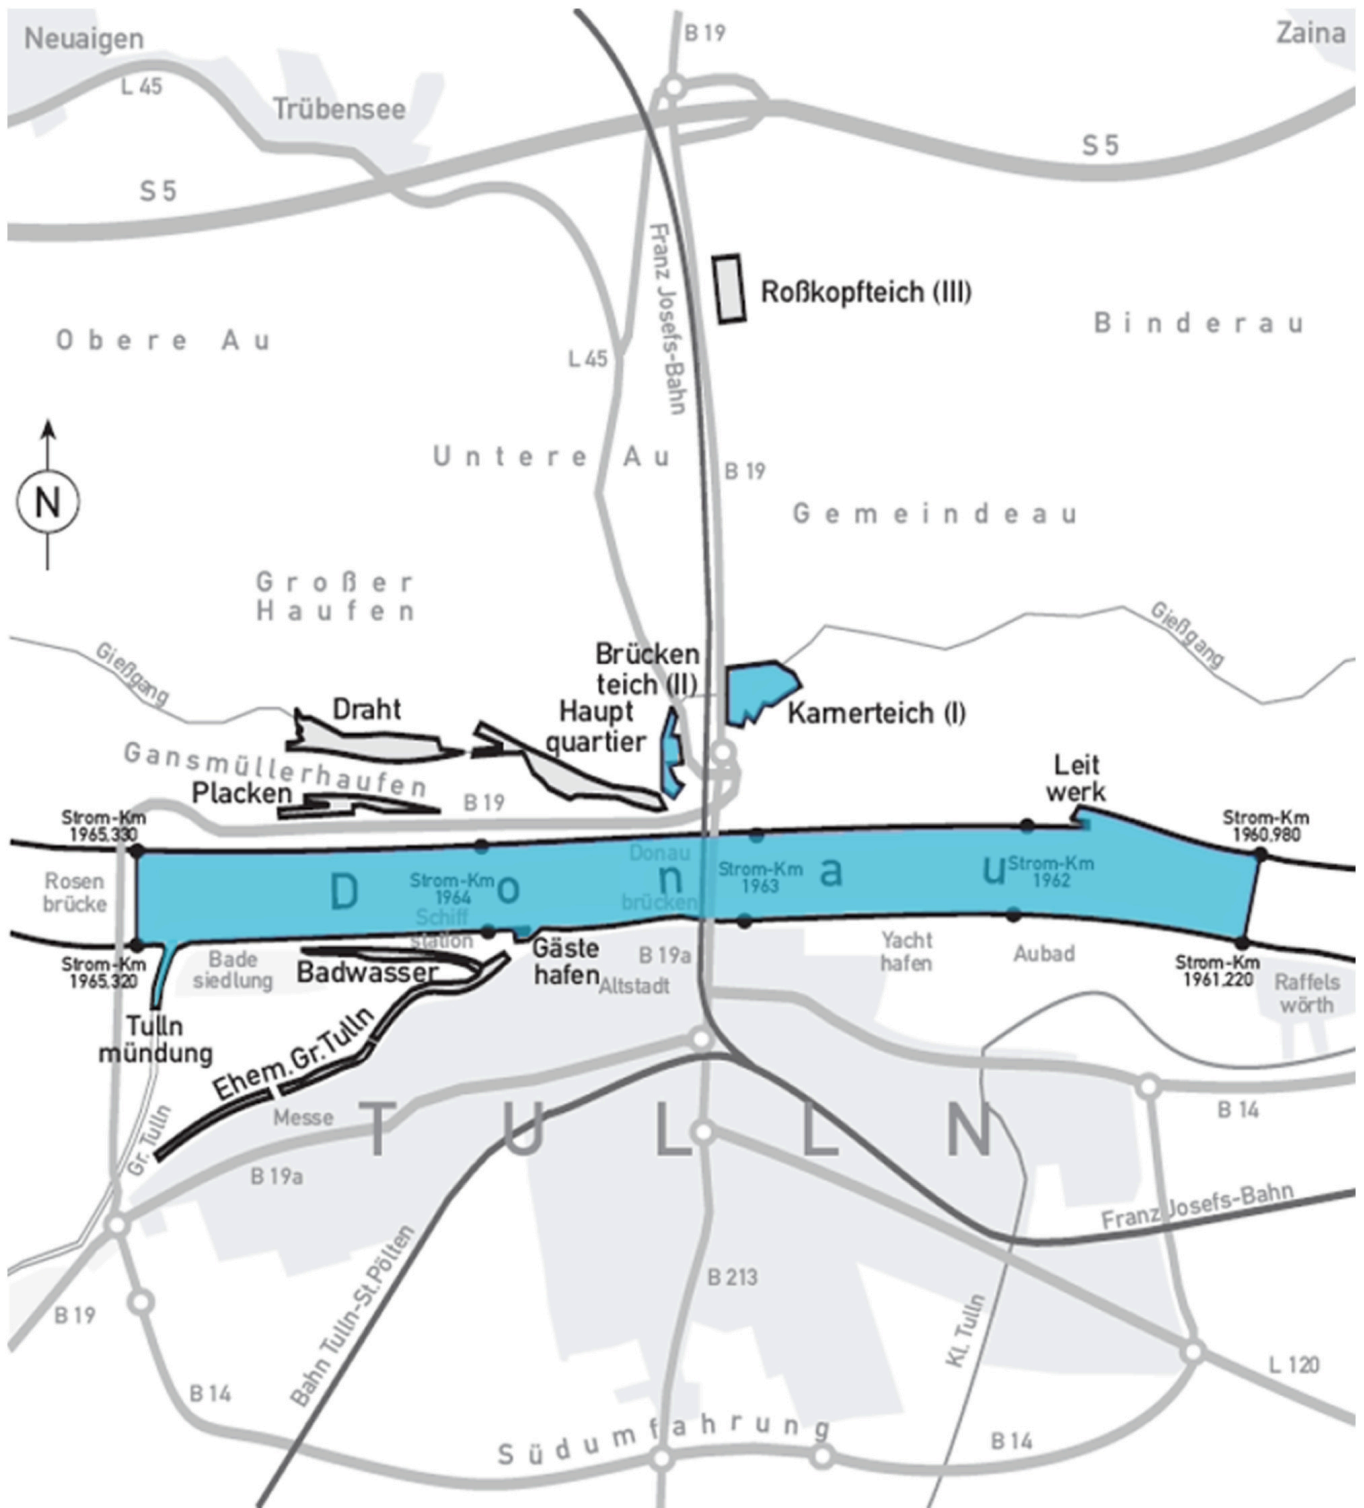 Neuaigen
B 19
Zaina
L 45
Trübensee
S 5
S 5
Franz Josefs-Bahn
Roßkopfteich (III)
Obere Au
Binderau
L 45
Untere Au
B 19
N
Gemeindeau
Großer
Haufen
Gießgang
Gießgang
Brücken
teich (II)
Draht
Haupt
quartier
Kamerteich (I)
Gansmüllerhaufen
Placken
B 19
Leit
werk
Strom-Km
1965.330
Strom-Km
1960.980
Rosen
brücke
Donau
Strom-Km
1964
Donau
brücken
Strom-Km
1963
Strom-Km
1962
Schiff
station
Strom-Km
1965.320
Bade
siedlung
Badwasser
Gäste
hafen
B 19a
Altstadt
Yacht
hafen
Aubad
Strom-Km
1961.220
Raffels
wörth
Tulln
mündung
Ehem.Gr.Tulln
Gr. Tulln
Messe
TULLN
B 14
B 19a
Franz Josefs-Bahn
Bahn Tulln-St.Pölten
B 213
B 19
Kl. Tulln
L 120
B 14
Südumfahrung
B 14